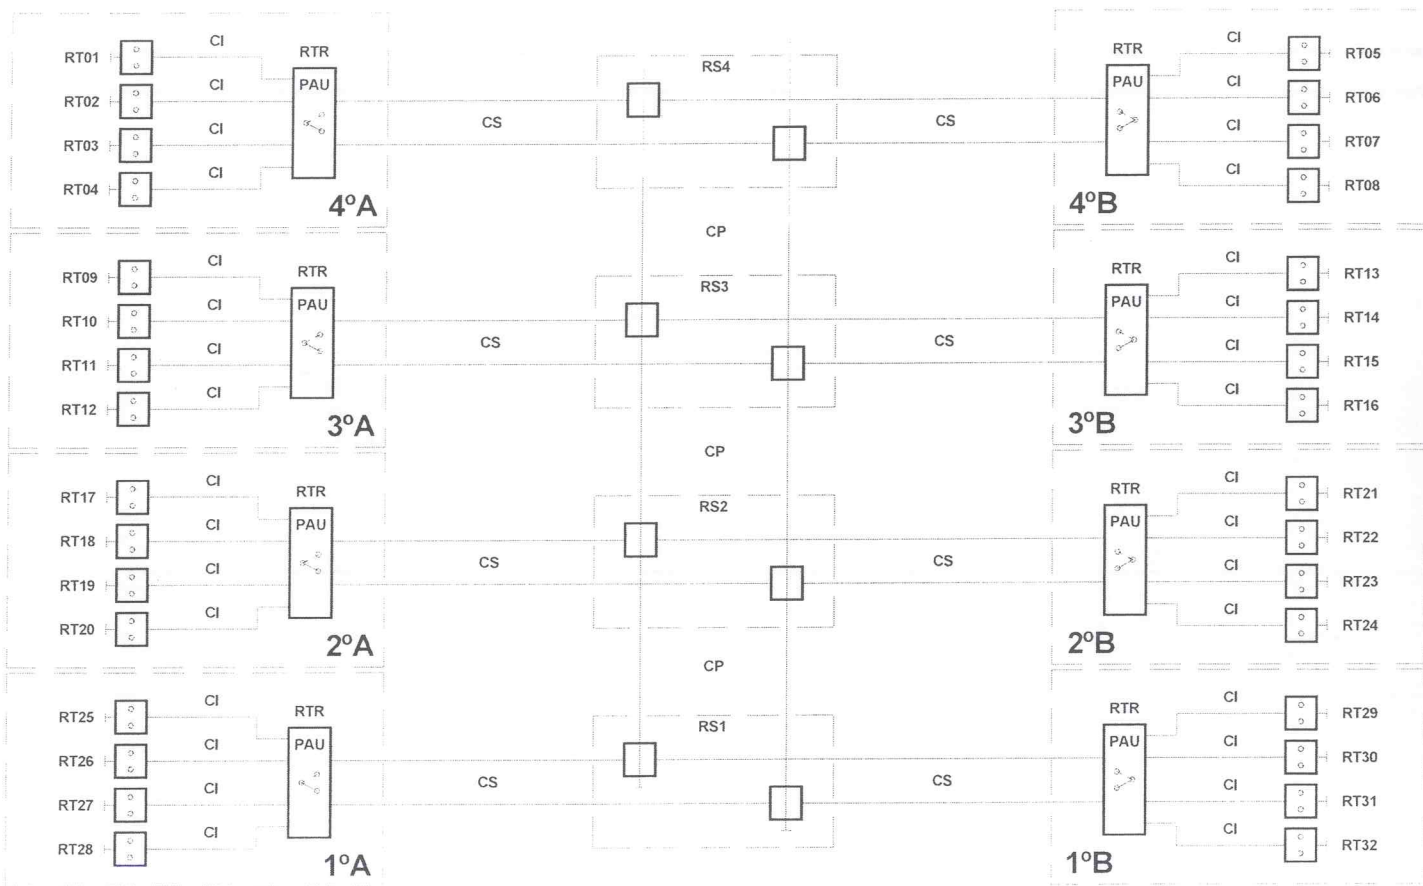 CI
RT01
RTR
PAU
CI
RT02
CI
RT03
CI
RT04
4ºA
CS
RS4
CS
RTR
PAU
CI
RT05
CI
RT06
CI
RT07
CI
RT08
4ºB
CP
CI
RT09
RTR
PAU
CI
RT10
CI
RT11
CI
RT12
3ºA
CS
RS3
CS
RTR
PAU
CI
RT13
CI
RT14
CI
RT15
CI
RT16
3ºB
CP
CI
RT17
RTR
PAU
CI
RT18
CI
RT19
CI
RT20
2ºA
CS
RS2
CS
RTR
PAU
CI
RT21
CI
RT22
CI
RT23
CI
RT24
2ºB
CP
CI
RT25
RTR
PAU
CI
RT26
CI
RT27
CI
RT28
1ºA
CS
RS1
CS
RTR
PAU
CI
RT29
CI
RT30
CI
RT31
CI
RT32
1ºB